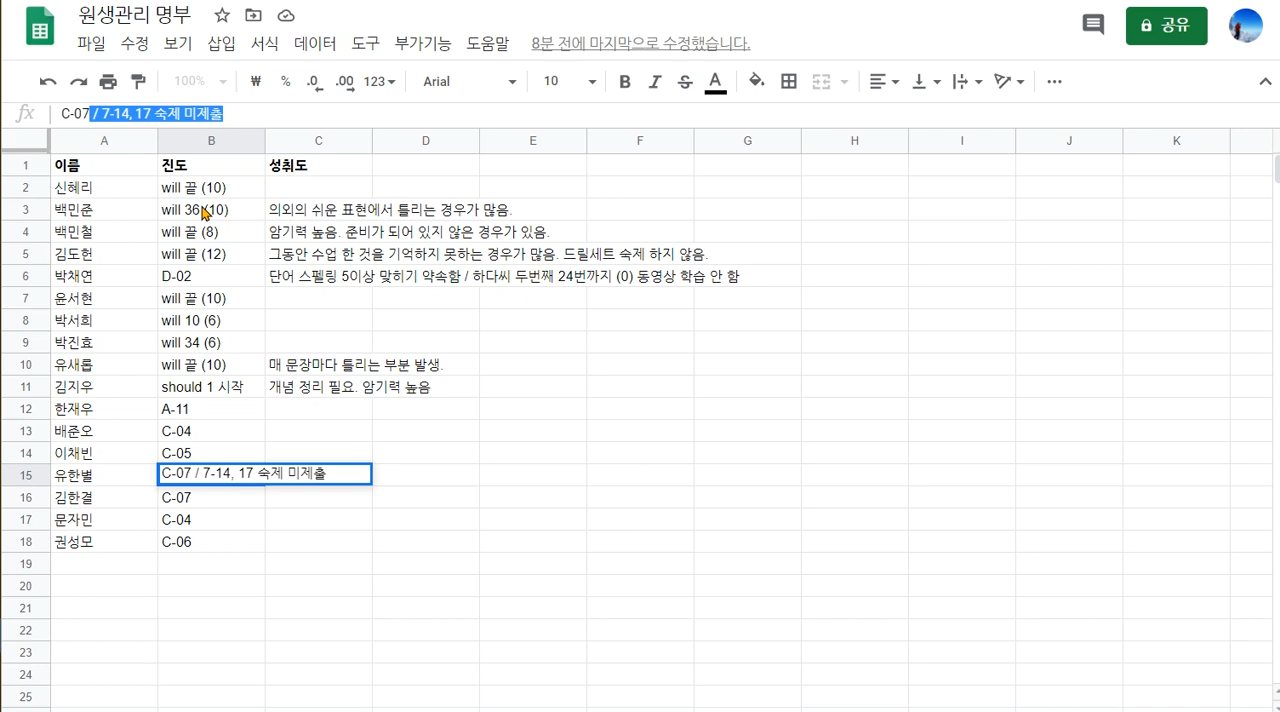 원생관리 명부
파일 수정 보기 삽입 서식 데이터 도구 부가기능 도움말 8분 전에 마지막으로 수정했습니다.
공유
100% ₩ % .0 .00 123 Arial 10 B I S A
fx C-07 / 7-14, 17 숙제 미제출
A B C D E F G H I J K
1 이름 진도 성취도
2 신혜리 will 끝 (10)
3 백민준 will 36 (10) 의외의 쉬운 표현에서 틀리는 경우가 많음.
4 백민철 will 끝 (8) 암기력 높음. 준비가 되어 있지 않은 경우가 있음.
5 김도헌 will 끝 (12) 그동안 수업 한 것을 기억하지 못하는 경우가 많음. 드릴세트 숙제 하지 않음.
6 박채연 D-02 단어 스펠링 5이상 맞히기 약속함 / 하다씨 두번째 24번까지 (0) 동영상 학습 안 함
7 윤서현 will 끝 (10)
8 박서희 will 10 (6)
9 박진효 will 34 (6)
10 유새롭 will 끝 (10) 매 문장마다 틀리는 부분 발생.
11 김지우 should 1 시작 개념 정리 필요. 암기력 높음
12 한재우 A-11
13 배준오 C-04
14 이채빈 C-05
15 유한별 C-07 / 7-14, 17 숙제 미제출
16 김한결 C-07
17 문자민 C-04
18 권성모 C-06
19
20
21
22
23
24
25